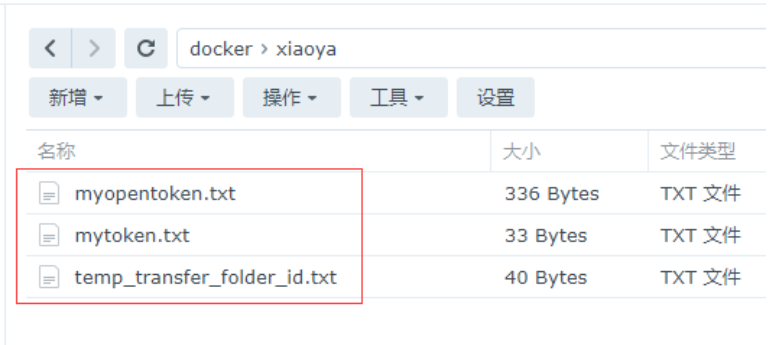 docker > xiaoya
新增 上传 操作 工具 设置
名称 大小 文件类型
myopentoken.txt 336 Bytes TXT 文件
mytoken.txt 33 Bytes TXT 文件
temp_transfer_folder_id.txt 40 Bytes TXT 文件